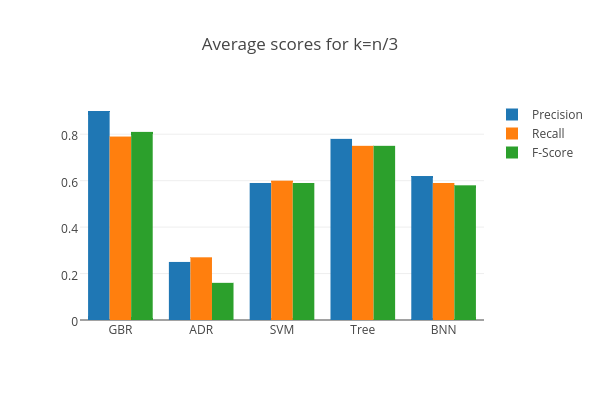 Average scores for k=n/3
Precision
Recall
F-Score
0.8
0.6
0.4
0.2
0
GBR ADR SVM Tree BNN